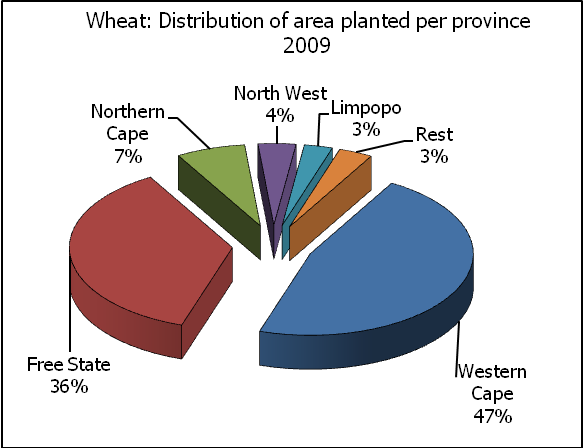 Wheat: Distribution of area planted per province
2009
Northern
Cape
7%
North West
4%
Limpopo
3%
Rest
3%
Free State
36%
Western
Cape
47%